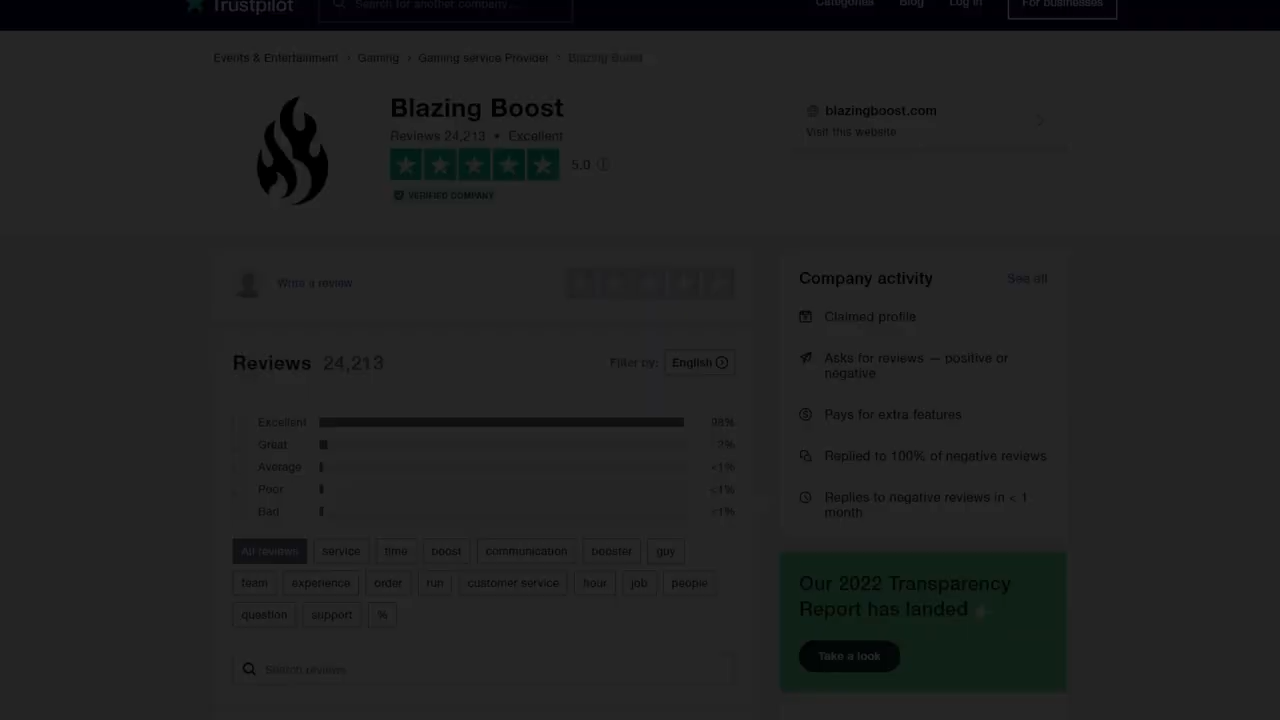 Trustpilot
Search for another company...
Categories
Blog
Log in
For businesses
Events & Entertainment › Gaming › Gaming service Provider › Blazing Boost
Blazing Boost
Reviews 24,213 • Excellent
5.0
VERIFIED COMPANY
blazingboost.com
Visit this website
Write a review
Reviews 24,213
Filter by: English
Excellent 98%
Great 2%
Average <1%
Poor <1%
Bad <1%
All reviews service time boost communication booster guy
team experience order run customer service hour job people
question support %
Search reviews
Company activity See all
Claimed profile
Asks for reviews — positive or
negative
Pays for extra features
Replied to 100% of negative reviews
Replies to negative reviews in < 1
month
Our 2022 Transparency
Report has landed
Take a look